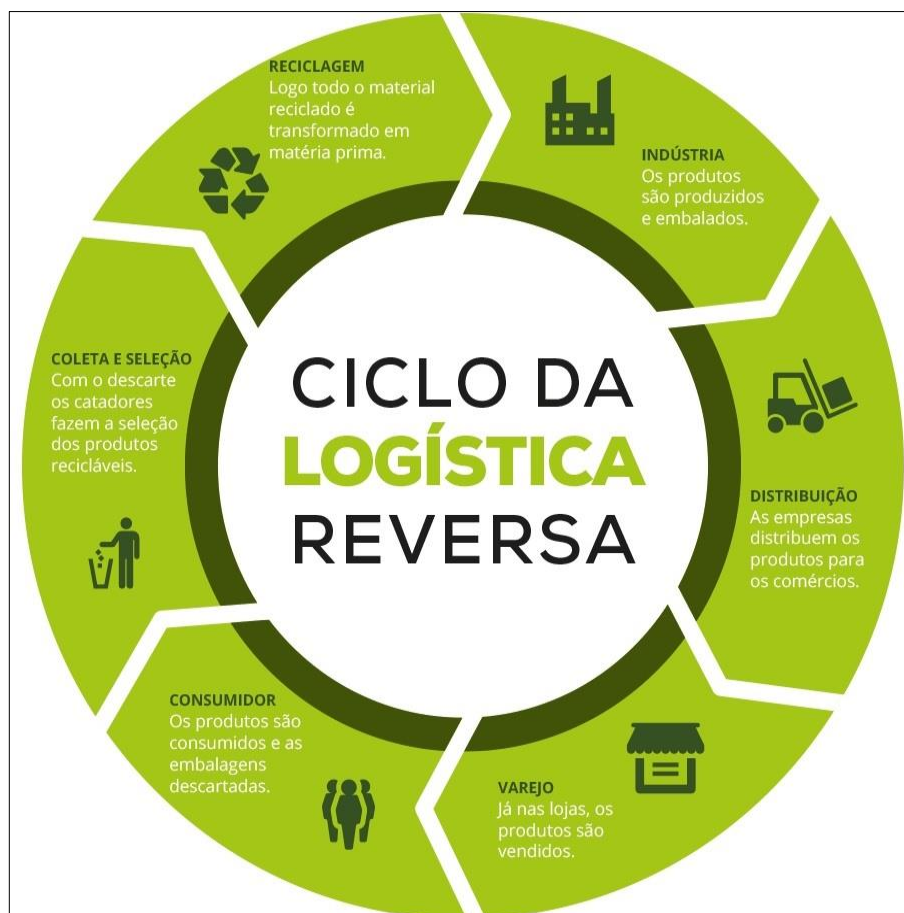 CICLO DA
LOGÍSTICA
REVERSA
INDÚSTRIA
Os produtos
são produzidos
e embalados.
DISTRIBUIÇÃO
As empresas
distribuem os
produtos para
os comércios.
VAREJO
Já nas lojas, os
produtos são
vendidos.
CONSUMIDOR
Os produtos são
consumidos e as
embalagens
descartadas.
COLETA E SELEÇÃO
Com o descarte
os catadores
fazem a seleção
dos produtos
recicláveis.
RECICLAGEM
Logo todo o material
reciclado é
transformado em
matéria prima.